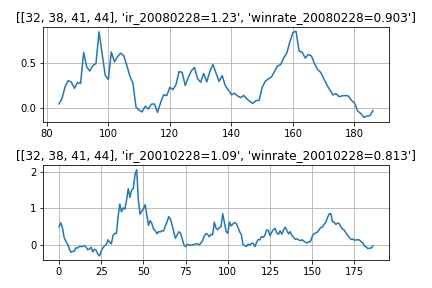 [[32, 38, 41, 44], 'ir_20080228=1.23', 'winrate_20080228=0.903']
0.5
0.0
80 100 120 140 160 180
[[32, 38, 41, 44], 'ir_20010228=1.09', 'winrate_20010228=0.813']
2
1
0
0 25 50 75 100 125 150 175